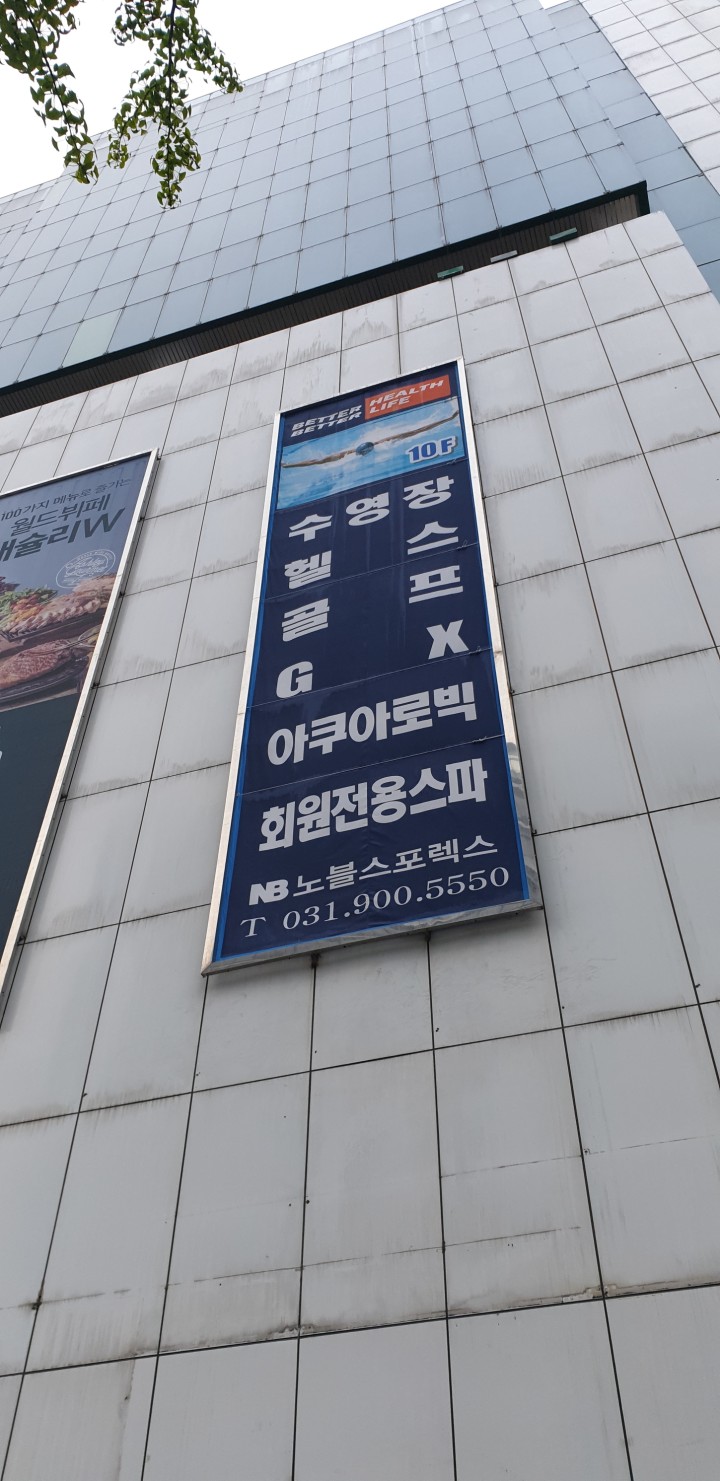 BETTER HEALTH
BETTER LIFE
10F
수영장
헬 스
골 프
G X
아쿠아로빅
회원전용스파
NB 노블스포렉스
T 031.900.5550
100가지 메뉴로 즐기는
월드뷔페
애슐리W